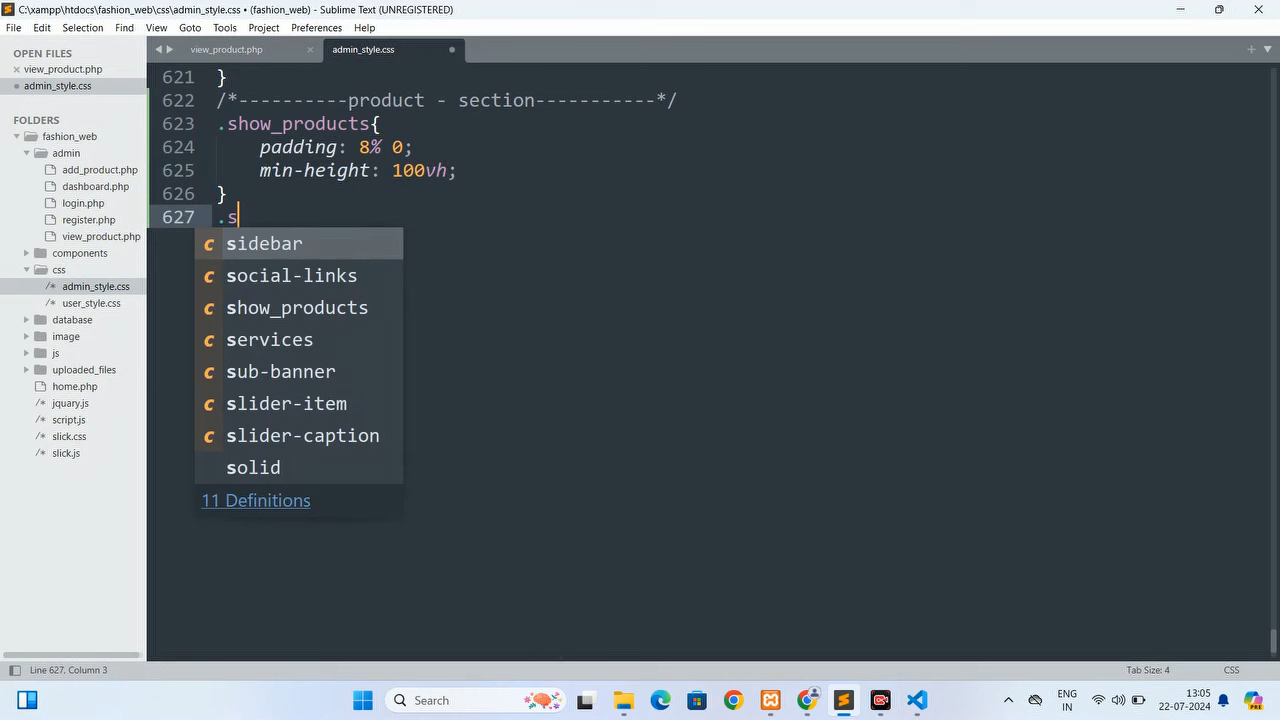 C:\xampp\htdocs\fashion_web\css\admin_style.css • (fashion_web) - Sublime Text (UNREGISTERED)
File Edit Selection Find View Goto Tools Project Preferences Help
OPEN FILES
view_product.php
admin_style.css
FOLDERS
fashion_web
admin
add_product.php
dashboard.php
login.php
register.php
view_product.php
components
css
admin_style.css
user_style.css
database
image
js
uploaded_files
home.php
jquary.js
script.js
slick.css
slick.js
view_product.php
admin_style.css
621 }
622 /*----------product - section-----------*/
623 .show_products{
624 padding: 8% 0;
625 min-height: 100vh;
626 }
627 .s
c sidebar
c social-links
c show_products
c services
c sub-banner
c slider-item
c slider-caption
solid
11 Definitions
Line 627, Column 3
Tab Size: 4
CSS
Search
ENG
IN
13:05
22-07-2024
PRE